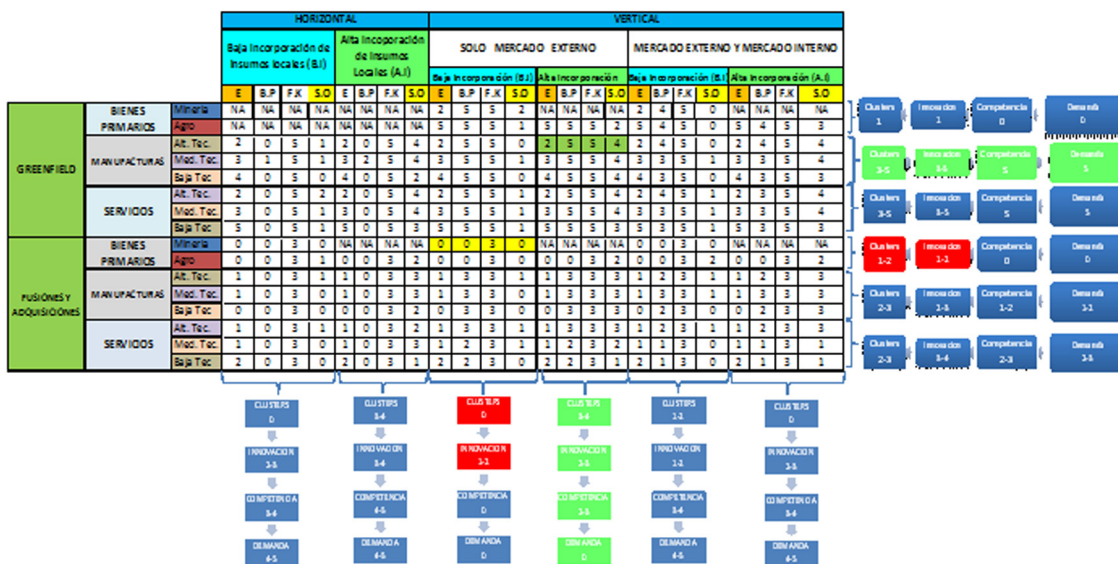 HORIZONTAL VERTICAL
Baja Incorporación de Insumos locales (B.I) Alta Incoporación de Insumos Locales (A.I) SOLO MERCADO EXTERNO MERCADO EXTERNO Y MERCADO INTERNO
Baja Incorporación (B.I) Alta Incorporación Baja Incorporación (B.I) Alta Incorporación (A.I)
E B.P F.K S.O E B.P F.K S.O E B.P F.K S.O E B.P F.K S.O E B.P F.K S.O E B.P F.K S.O
GREENFIELD
BIENES PRIMARIOS
Minería NA NA NA NA NA NA NA NA 2 5 5 2 NA NA NA NA 2 4 5 0 NA NA NA NA
Agro NA NA NA NA NA NA NA NA 5 5 5 1 5 5 5 2 5 4 5 0 5 4 5 3
MANUFACTURAS
Alt. Tec. 2 0 5 1 2 0 5 4 2 5 5 0 2 5 5 4 2 4 5 0 2 4 5 4
Med. Tec. 3 1 5 1 3 2 5 4 3 5 5 1 3 5 5 4 3 3 5 1 3 3 5 4
Baja Tec 4 0 5 0 4 0 5 2 4 5 5 0 4 5 5 4 4 3 5 0 4 3 5 3
SERVICIOS
Alt. Tec. 2 0 5 1 2 0 5 4 2 5 5 1 2 5 5 4 2 4 5 1 2 3 5 4
Med. Tec. 3 0 5 1 3 0 5 4 3 5 5 1 3 5 5 4 3 3 5 1 3 3 5 4
Baja Tec 5 0 5 1 5 0 5 3 5 5 5 1 5 5 5 3 5 3 5 1 5 3 5 3
FUSIONES Y ADQUISICIONES
BIENES PRIMARIOS
Minería 0 0 3 0 NA NA NA NA 0 0 3 0 NA NA NA NA 0 0 3 0 NA NA NA NA
Agro 0 0 3 0 0 0 3 2 0 0 3 1 0 3 3 2 0 0 3 0 0 0 3 2
MANUFACTURAS
Alt. Tec. 1 0 3 1 1 0 3 3 1 3 3 1 1 3 3 3 1 3 3 1 1 2 3 3
Med. Tec. 1 0 3 0 1 0 3 3 1 3 3 0 1 3 3 3 1 3 3 1 1 3 3 3
Baja Tec 0 0 3 0 0 0 3 2 0 3 3 0 0 3 3 3 0 2 3 0 0 2 3 3
SERVICIOS
Alt. Tec. 1 0 3 1 1 0 3 2 1 3 3 1 1 3 3 3 1 2 3 1 1 2 3 3
Med. Tec. 1 0 3 0 1 0 3 1 1 2 3 1 1 2 3 2 1 2 3 0 1 1 3 1
Baja Tec 2 0 3 0 2 0 3 1 2 2 3 0 2 2 3 1 2 1 3 0 2 1 3 1
Clusters 1 Innovacion 1 Competencia 0 Demanda 0
Clusters 3-5 Innovacion 3-5 Competencia 5 Demanda 5
Clusters 3-5 Innovacion 3-5 Competencia 5 Demanda 5
Clusters 1-2 Innovacion 1-1 Competencia 0 Demanda 0
Clusters 2-3 Innovacion Competencia 1-2 Demanda 1-1
Clusters 2-3 Innovacion 3-4 Competencia 2-3 Demanda
CLUSTERS 0 CLUSTERS 3-4 CLUSTERS 0 CLUSTERS 3-4 CLUSTERS 1-2 CLUSTERS 0
INNOVACION INNOVACION 3-4 INNOVACION INNOVACION INNOVACION 1-2 INNOVACION
COMPETENCIA 3-4 COMPETENCIA 4-5 COMPETENCIA 0 COMPETENCIA COMPETENCIA 3-4 COMPETENCIA 3-4
DEMANDA 4-5 DEMANDA 4-5 DEMANDA 0 DEMANDA 0 DEMANDA 4-5 DEMANDA 4-5